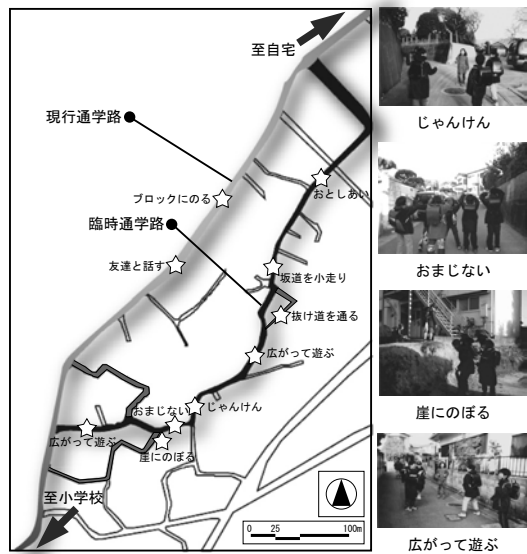 至自宅
現行通学路
ブロックにのる
おとしあい
臨時通学路
友達と話す
坂道を小走り
抜け道を通る
広がって遊ぶ
じゃんけん
おまじない
広がって遊ぶ
崖にのぼる
至小学校
0 25 100m
じゃんけん
おまじない
崖にのぼる
広がって遊ぶ